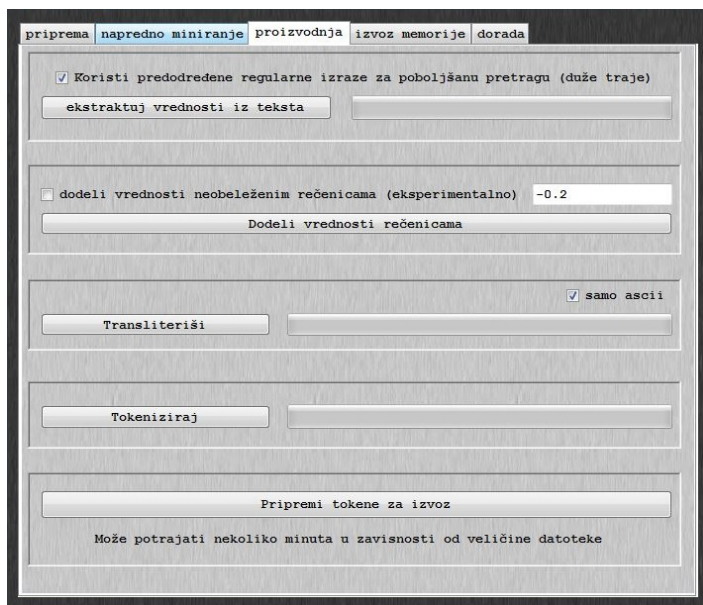 priprema napredno miniranje proizvodnja izvoz memorije dorada
Koristi predodređene regularne izraze za poboljšanu pretragu (duže traje)
ekstraktuj vrednosti iz teksta
dodeli vrednosti neobeleženim rečenicama (eksperimentalno) -0.2
Dodeli vrednosti rečenicama
samo ascii
Transliteriši
Tokeniziraj
Pripremi tokene za izvoz
Može potrajati nekoliko minuta u zavisnosti od veličine datoteke